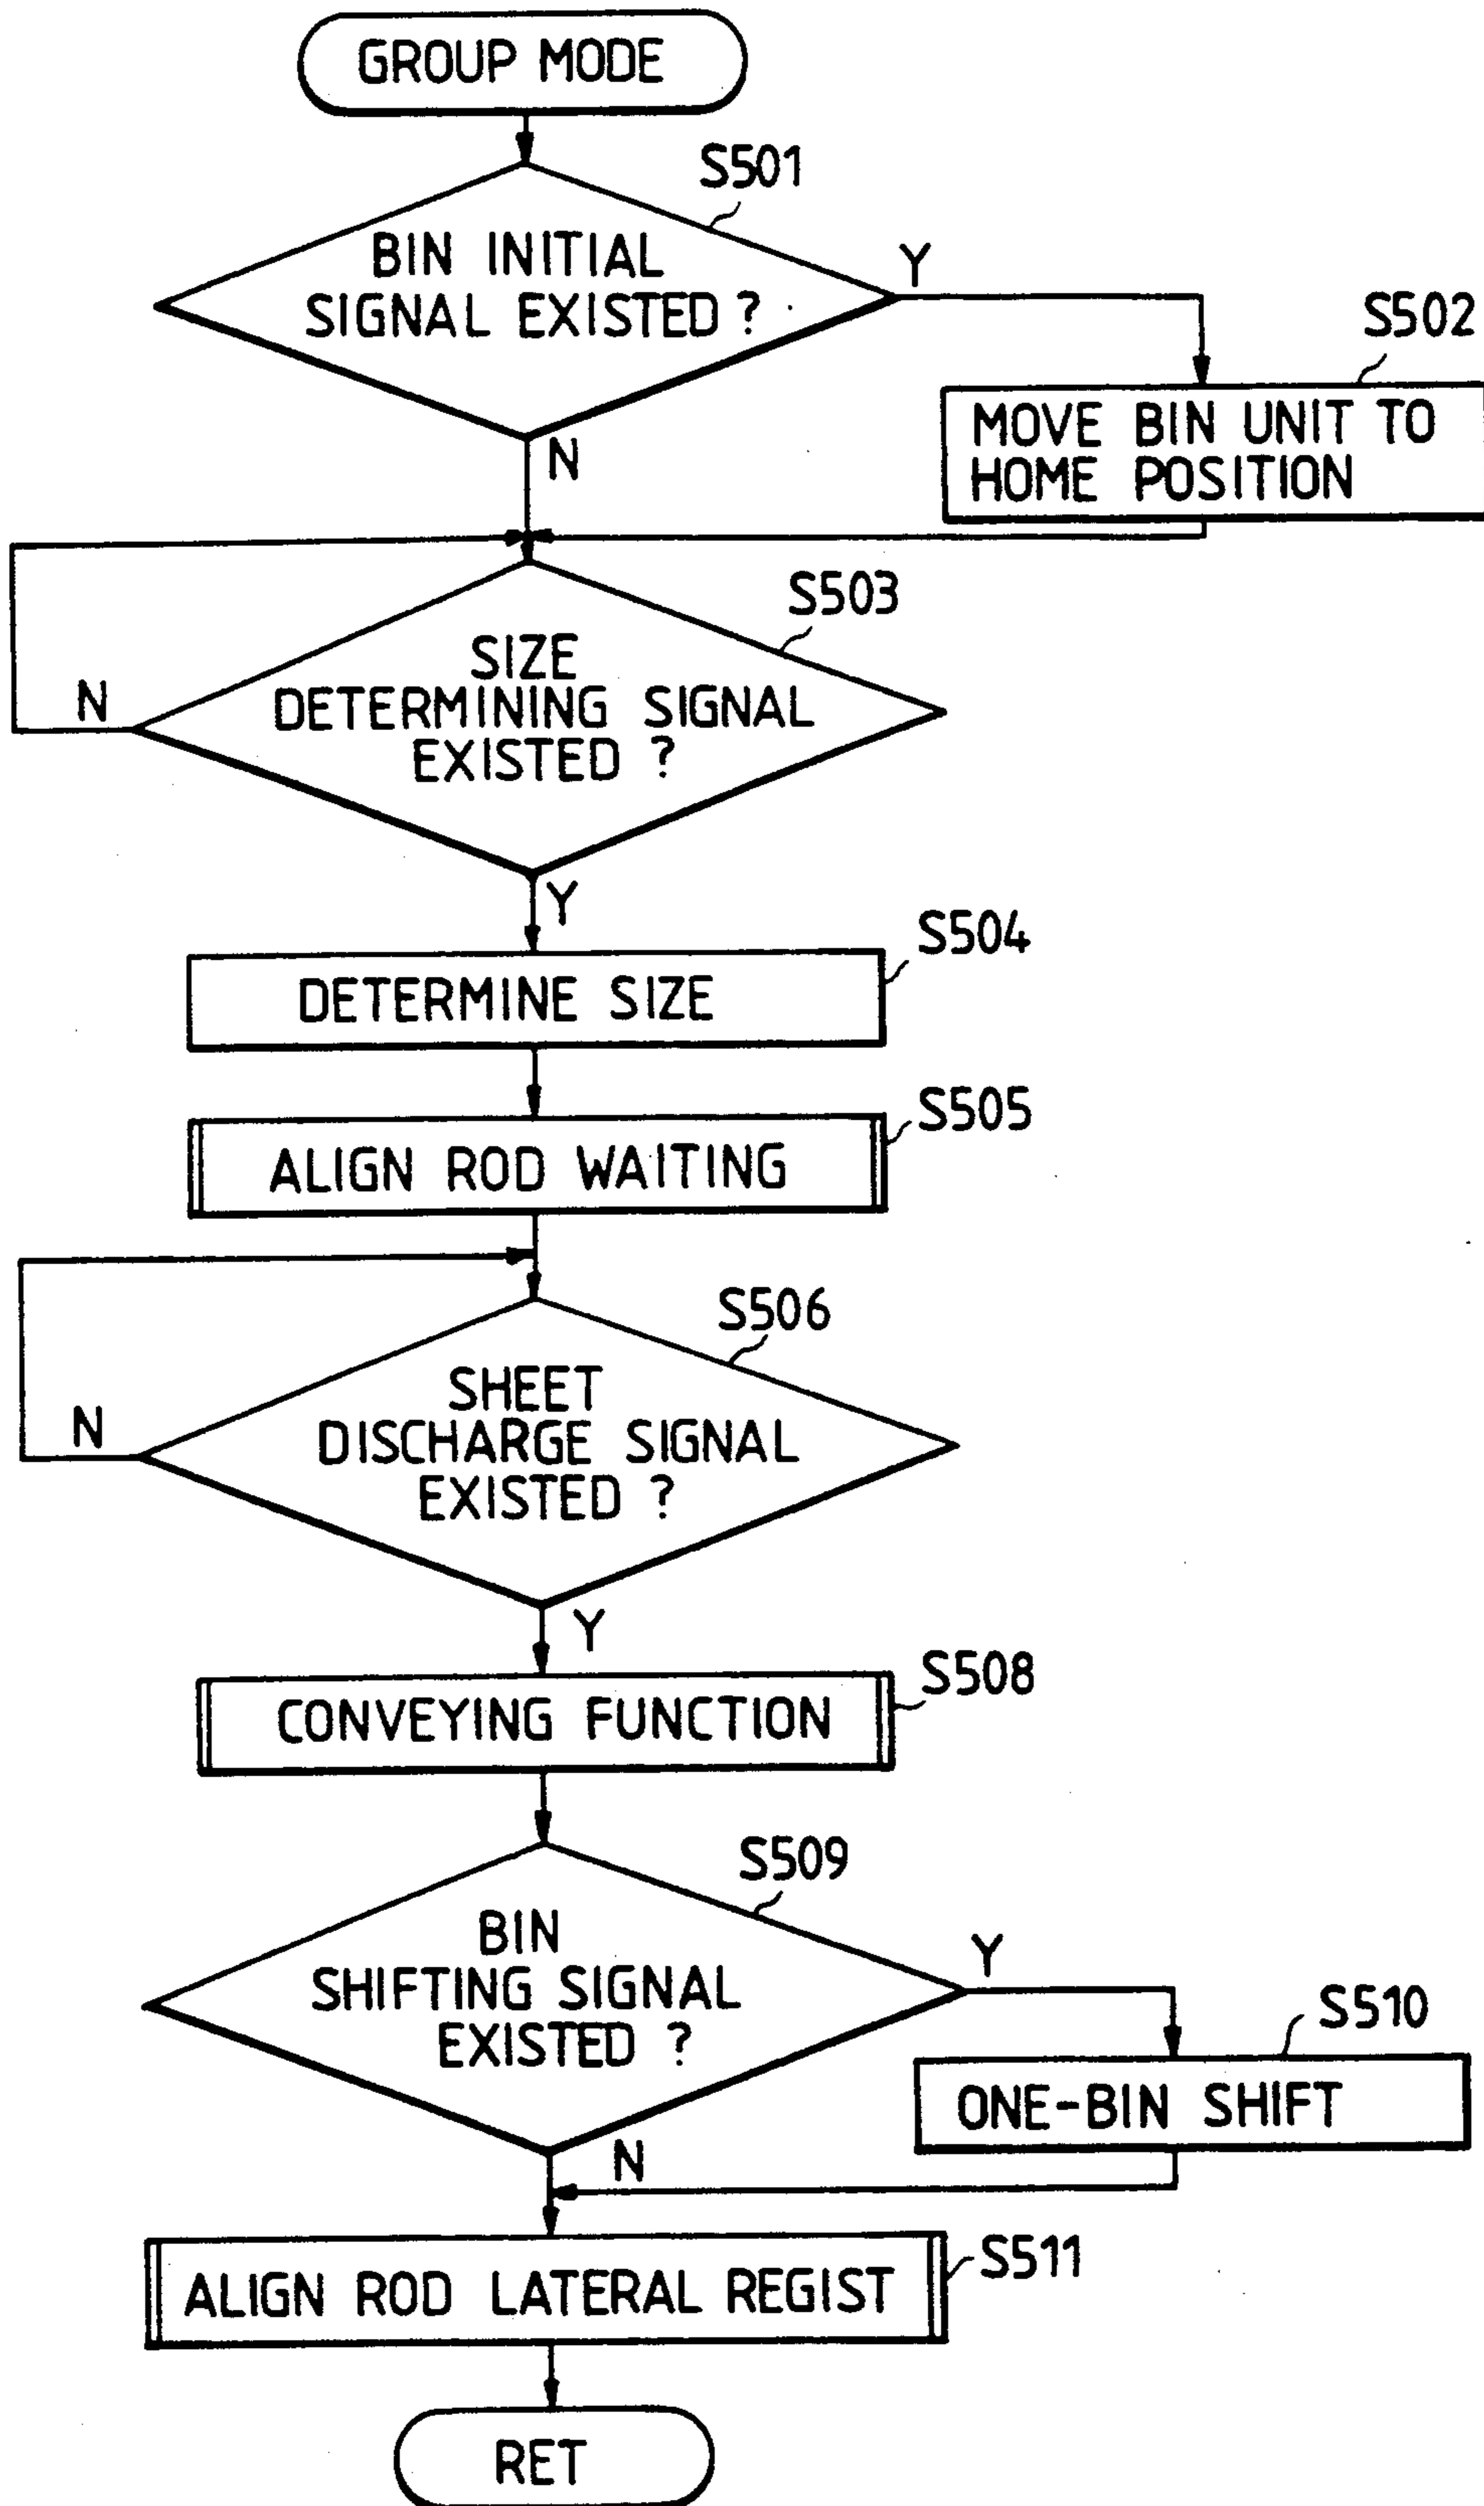 GROUP MODE
S501
BIN INITIAL
SIGNAL EXISTED ?
Y
S502
MOVE BIN UNIT TO
HOME POSITION
N
S503
SIZE
DETERMINING SIGNAL
EXISTED ?
N
Y
S504
DETERMINE SIZE
S505
ALIGN ROD WAITING
S506
SHEET
DISCHARGE SIGNAL
EXISTED ?
N
Y
S508
CONVEYING FUNCTION
S509
BIN
SHIFTING SIGNAL
EXISTED ?
Y
S510
ONE-BIN SHIFT
N
S511
ALIGN ROD LATERAL REGIST
RET